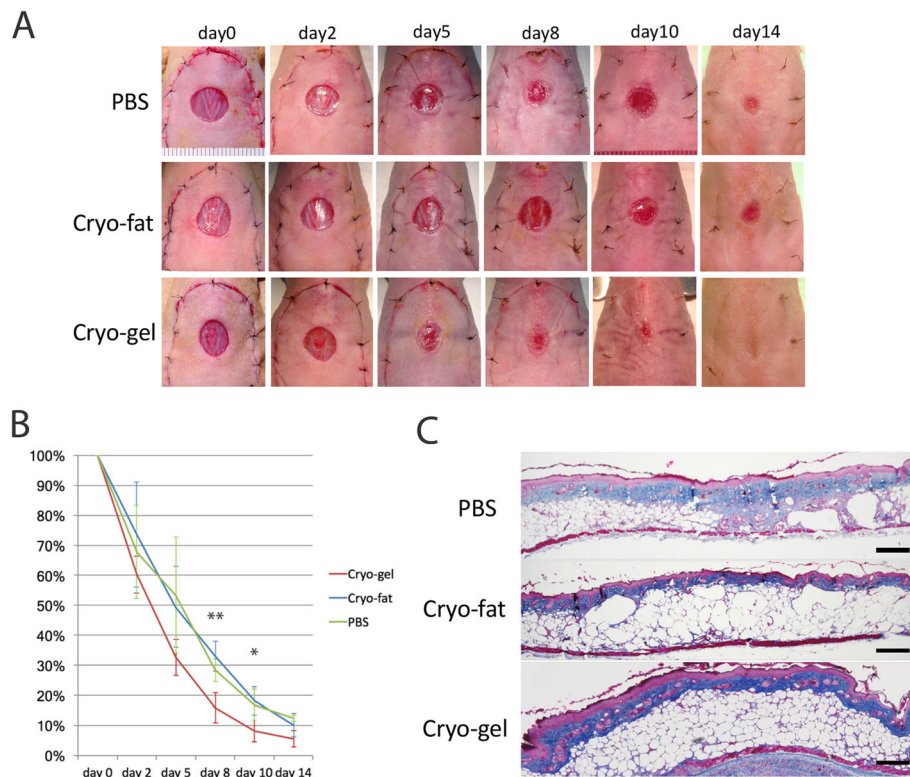 A
day0 day2 day5 day8 day10 day14
PBS
Cryo-fat
Cryo-gel
B
100%
90%
80%
70%
60%
50%
40%
30%
20%
10%
0%
**
*
day 0 day 2 day 5 day 8 day 10 day 14
Cryo-gel
Cryo-fat
PBS
C
PBS
Cryo-fat
Cryo-gel